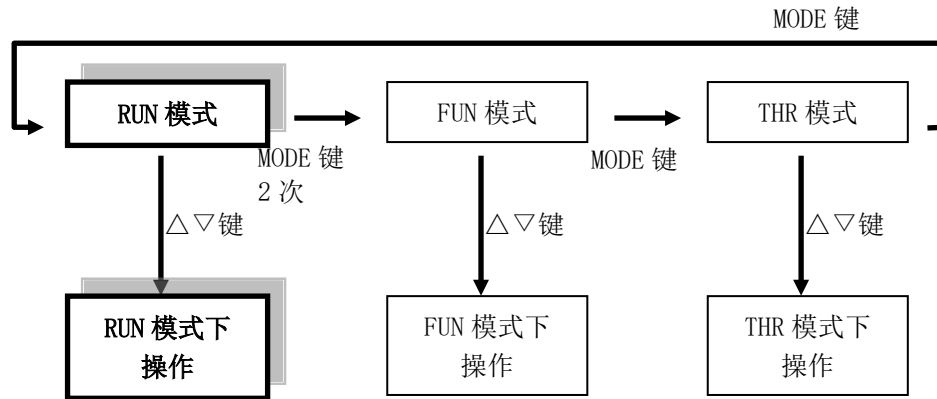 MODE 键
RUN 模式
FUN 模式
THR 模式
MODE 键
2 次
MODE 键
△▽键
△▽键
△▽键
RUN 模式下
操作
FUN 模式下
操作
THR 模式下
操作